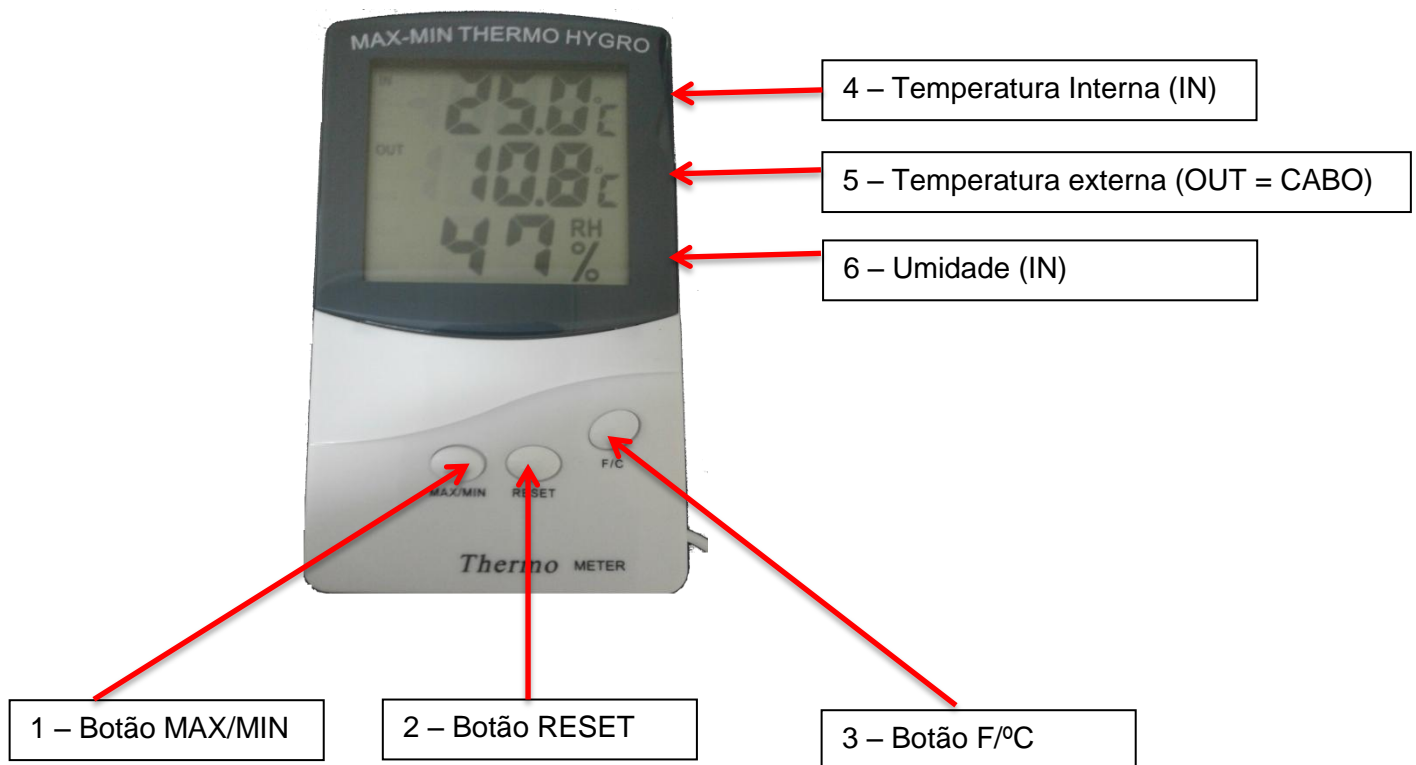 MAX-MIN THERMO HYGRO
IN
25.0°C
4 – Temperatura Interna (IN)
OUT
10.8°C
5 – Temperatura externa (OUT = CABO)
47 RH %
6 – Umidade (IN)
F/C
MAX/MIN RESET
Thermo METER
1 – Botão MAX/MIN
2 – Botão RESET
3 – Botão F/ºC